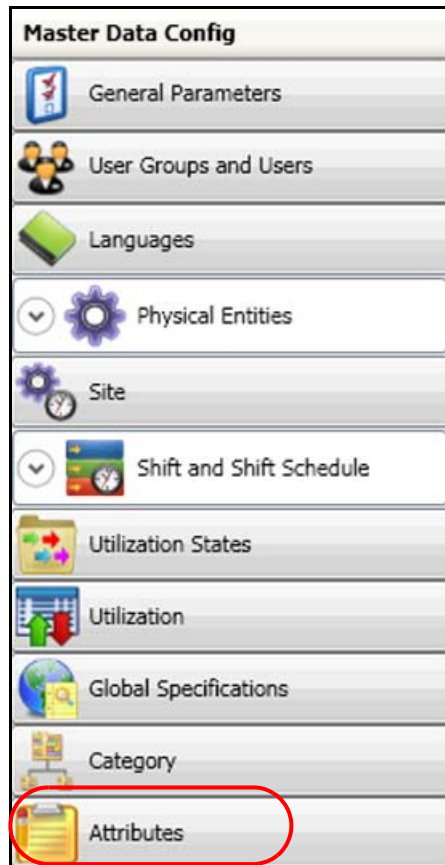 Master Data Config
General Parameters
User Groups and Users
Languages
Physical Entities
Site
Shift and Shift Schedule
Utilization States
Utilization
Global Specifications
Category
Attributes